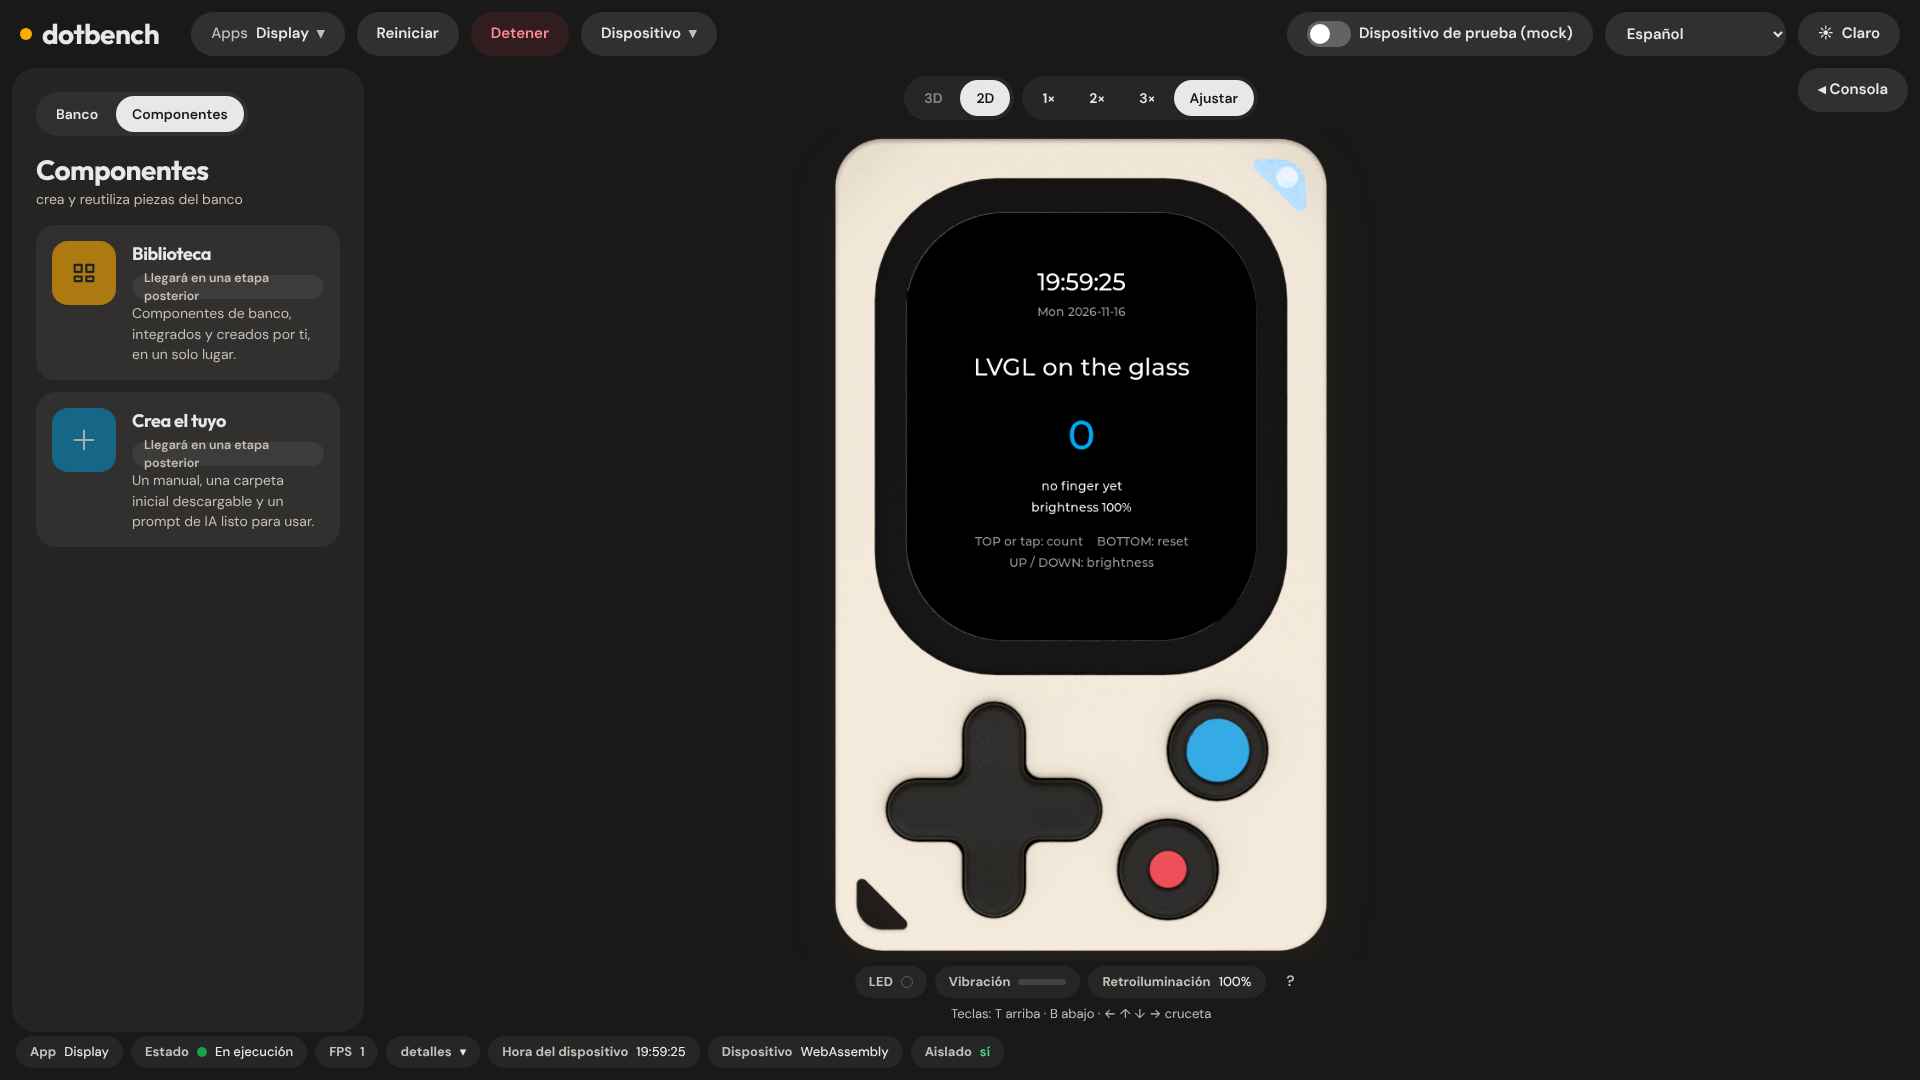 dotbench
Apps Display ▾
Reiniciar
Detener
Dispositivo ▾
Dispositivo de prueba (mock)
Español
☀ Claro
Banco
Componentes
3D
2D
1×
2×
3×
Ajustar
◂ Consola
Componentes
crea y reutiliza piezas del banco
Biblioteca
Llegará en una etapa
posterior
Componentes de banco,
integrados y creados por ti,
en un solo lugar.
Crea el tuyo
Llegará en una etapa
posterior
Un manual, una carpeta
inicial descargable y un
prompt de IA listo para usar.
19:59:25
Mon 2026-11-16
LVGL on the glass
0
no finger yet
brightness 100%
TOP or tap: count BOTTOM: reset
UP / DOWN: brightness
LED
Vibración
Retroiluminación 100%
?
Teclas: T arriba · B abajo · ← ↑ ↓ → cruceta
App Display
Estado En ejecución
FPS 1
detalles ▾
Hora del dispositivo 19:59:25
Dispositivo WebAssembly
Aislado sí